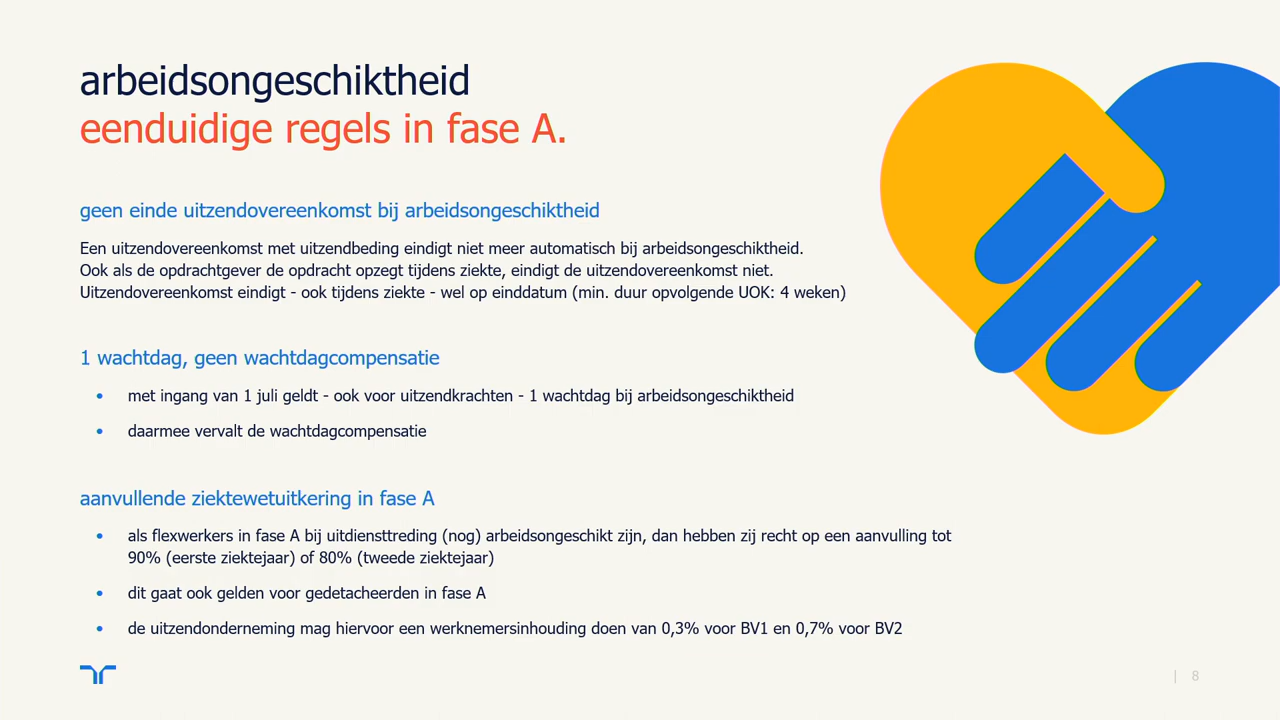 arbeidsongeschiktheid
eenduidige regels in fase A.
geen einde uitzendovereenkomst bij arbeidsongeschiktheid
Een uitzendovereenkomst met uitzendbeding eindigt niet meer automatisch bij arbeidsongeschiktheid.
Ook als de opdrachtgever de opdracht opzegt tijdens ziekte, eindigt de uitzendovereenkomst niet.
Uitzendovereenkomst eindigt - ook tijdens ziekte - wel op einddatum (min. duur opvolgende UOK: 4 weken)
1 wachtdag, geen wachtdagcompensatie
• met ingang van 1 juli geldt - ook voor uitzendkrachten - 1 wachtdag bij arbeidsongeschiktheid
• daarmee vervalt de wachtdagcompensatie
aanvullende ziektewetuitkering in fase A
• als flexwerkers in fase A bij uitdiensttreding (nog) arbeidsongeschikt zijn, dan hebben zij recht op een aanvulling tot
90% (eerste ziektejaar) of 80% (tweede ziektejaar)
• dit gaat ook gelden voor gedetacheerden in fase A
• de uitzendonderneming mag hiervoor een werknemersinhouding doen van 0,3% voor BV1 en 0,7% voor BV2
| 8